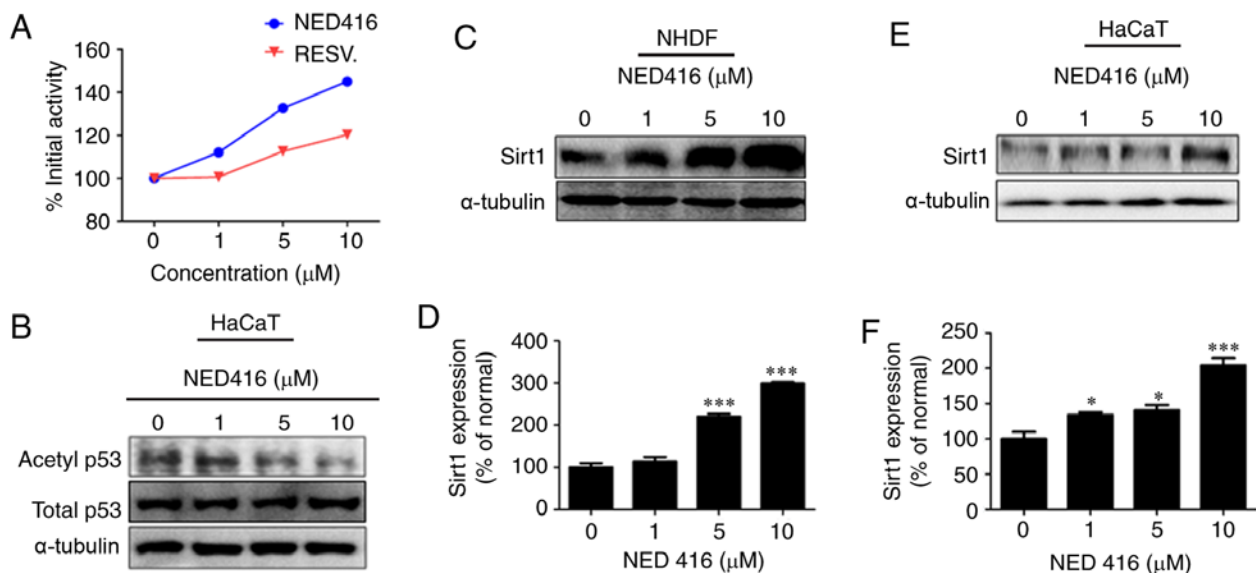 A
NED416
RESV.
160
140
120
100
80
% Initial activity
0 1 5 10
Concentration (μM)
B
HaCaT
NED416 (μM)
0 1 5 10
Acetyl p53
Total p53
α-tubulin
C
NHDF
NED416 (μM)
0 1 5 10
Sirt1
α-tubulin
D
Sirt1 expression
(% of normal)
400
300
200
100
0
*** ***
0 1 5 10
NED 416 (μM)
E
HaCaT
NED416 (μM)
0 1 5 10
Sirt1
α-tubulin
F
Sirt1 expression
(% of normal)
250
200
150
100
50
0
* * ***
0 1 5 10
NED 416 (μM)